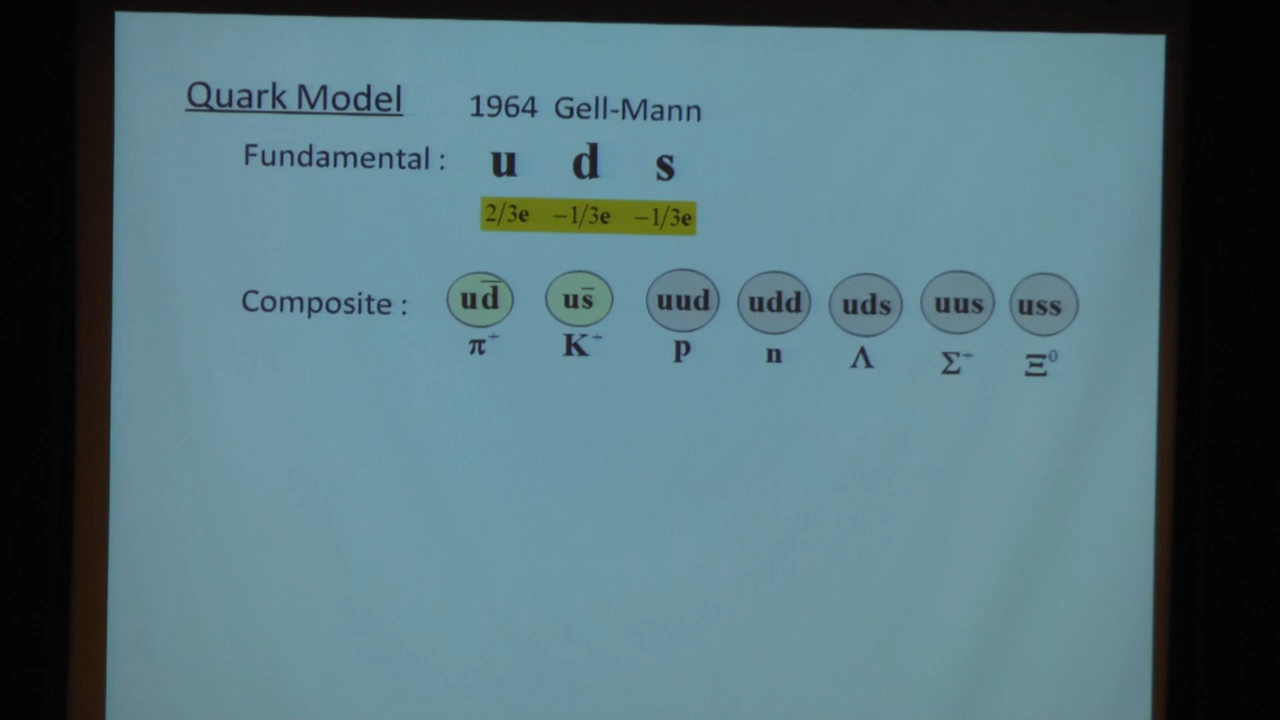 Quark Model 1964 Gell-Mann
Fundamental : u d s
2/3e −1/3e −1/3e
Composite : ud̅ us̅ uud udd uds uus uss
π⁺ K⁺ p n Λ Σ⁺ Ξ⁰